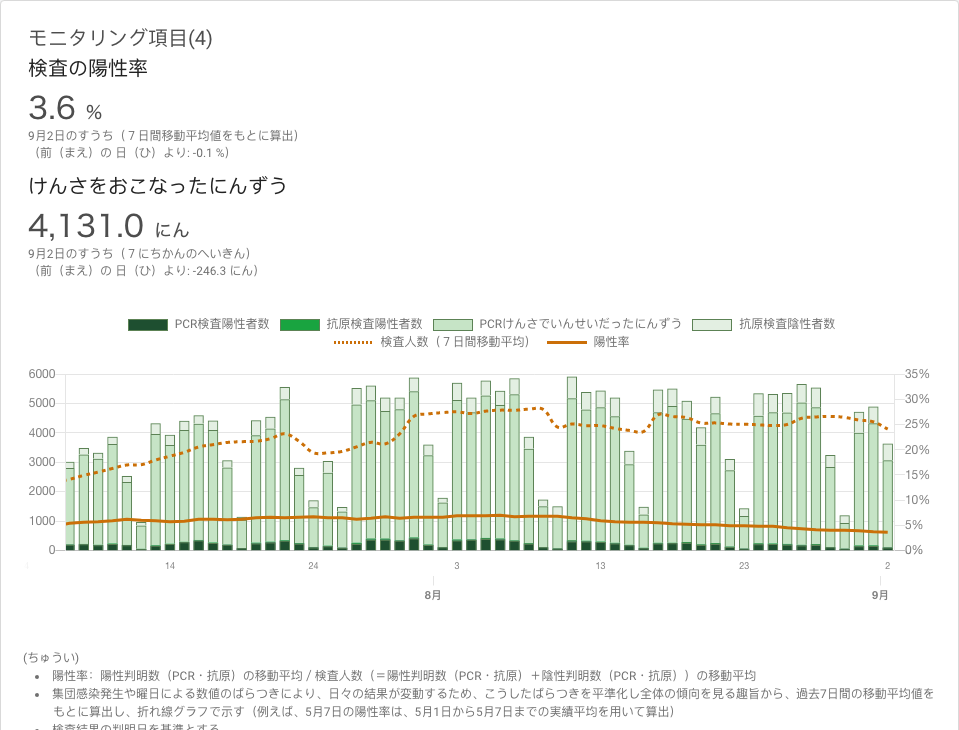 モニタリング項目(4)
検査の陽性率
3.6 %
9月2日のすうち（７日間移動平均値をもとに算出）
（前（まえ）の 日（ひ）より: -0.1 %）
けんさをおこなったにんずう
4,131.0 にん
9月2日のすうち（７にちかんのへいきん）
（前（まえ）の 日（ひ）より: -246.3 にん）
PCR検査陽性者数 抗原検査陽性者数 PCRけんさでいんせいだったにんずう 抗原検査陰性者数
検査人数（７日間移動平均） 陽性率
6000 35%
5000 30%
4000 25%
3000 20%
2000 15%
1000 10%
0 5%
0%
14 24 3 13 23 2
8月 9月
(ちゅうい)
陽性率：陽性判明数（PCR・抗原）の移動平均 / 検査人数（＝陽性判明数（PCR・抗原）＋陰性判明数（PCR・抗原））の移動平均
集団感染発生や曜日による数値のばらつきにより、日々の結果が変動するため、こうしたばらつきを平準化し全体の傾向を見る趣旨から、過去7日間の移動平均値を
もとに算出し、折れ線グラフで示す（例えば、5月7日の陽性率は、5月1日から5月7日までの実績平均を用いて算出）
検査結果の判明日を基準とする